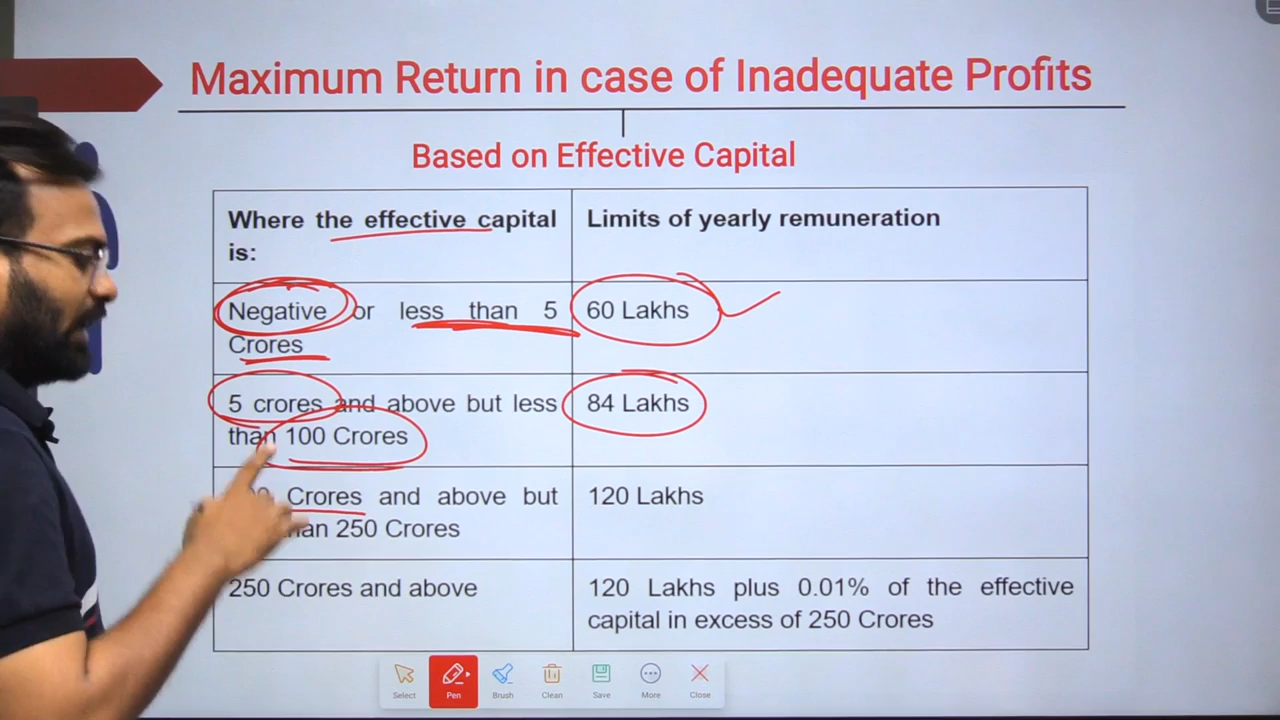 Maximum Return in case of Inadequate Profits
Based on Effective Capital
Where the effective capital
is:
Limits of yearly remuneration
Negative or less than 5
Crores
60 Lakhs
5 crores and above but less
than 100 Crores
84 Lakhs
Crores and above but
than 250 Crores
120 Lakhs
250 Crores and above
120 Lakhs plus 0.01% of the effective
capital in excess of 250 Crores
Select Pen Brush Clean Save More Close